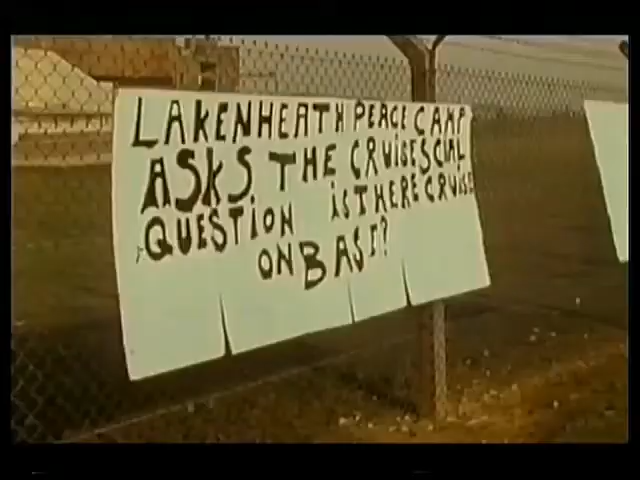 LAKENHEATH PEACE CAMP
ASKS THE CRUISESCIAL
QUESTION IS THERE CRUISE
ON BASE?